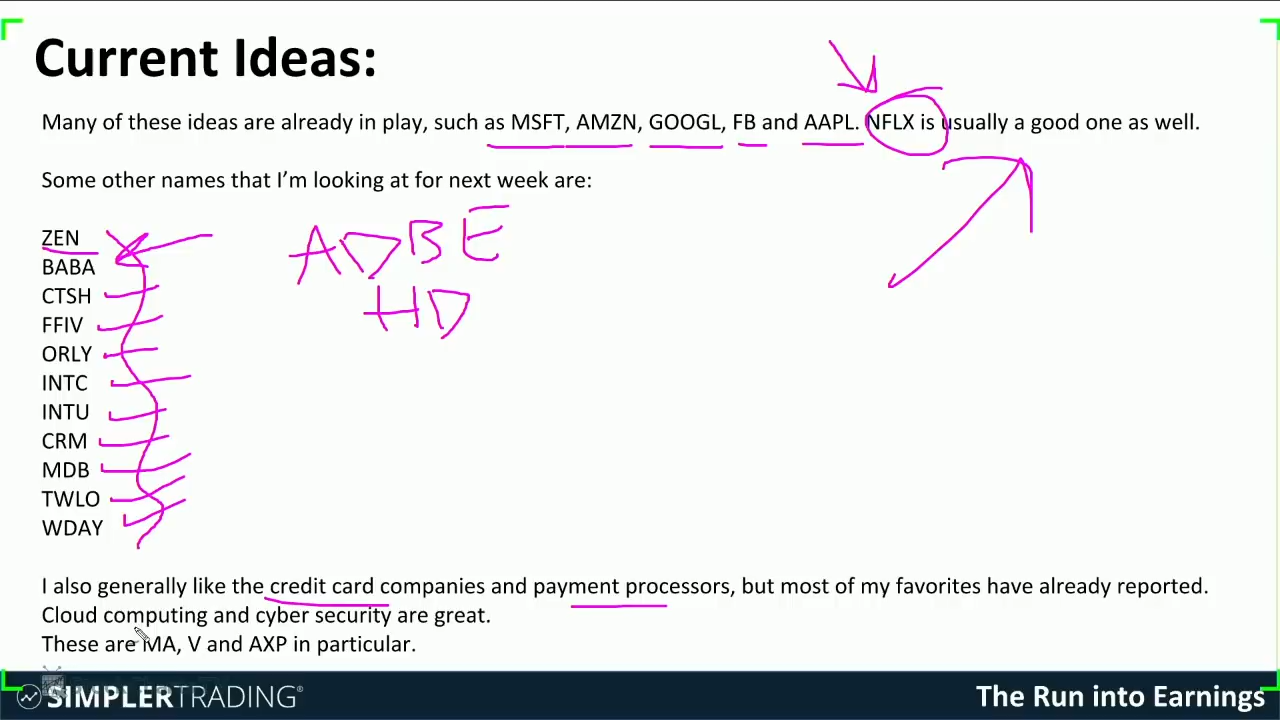 Current Ideas:
Many of these ideas are already in play, such as MSFT, AMZN, GOOGL, FB and AAPL. NFLX is usually a good one as well.
Some other names that I'm looking at for next week are:
ZEN
BABA
CTSH
FFIV
ORLY
INTC
INTU
CRM
MDB
TWLO
WDAY
ADBE
HD
I also generally like the credit card companies and payment processors, but most of my favorites have already reported.
Cloud computing and cyber security are great.
These are MA, V and AXP in particular.
SIMPLERTRADING®
The Run into Earnings